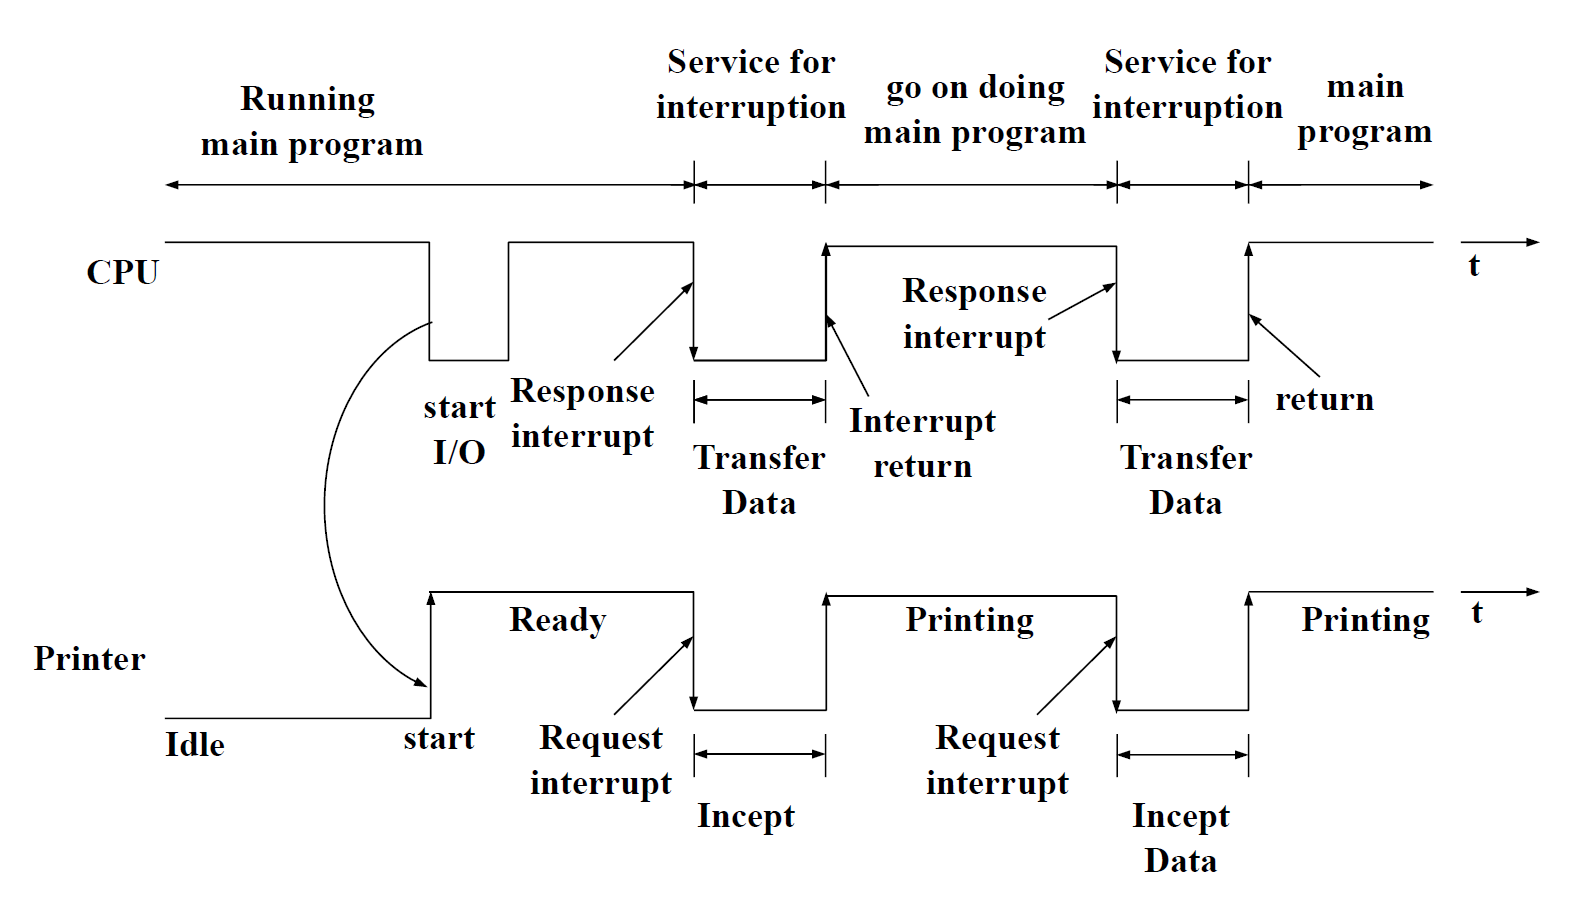 Running
main program
Service for
interruption
go on doing
main program
Service for
interruption
main
program
CPU
t
start
I/O
Response
interrupt
Transfer
Data
Interrupt
return
Response
interrupt
Transfer
Data
return
Printer
Idle
start
Ready
Request
interrupt
Incept
Printing
Request
interrupt
Incept
Data
Printing
t